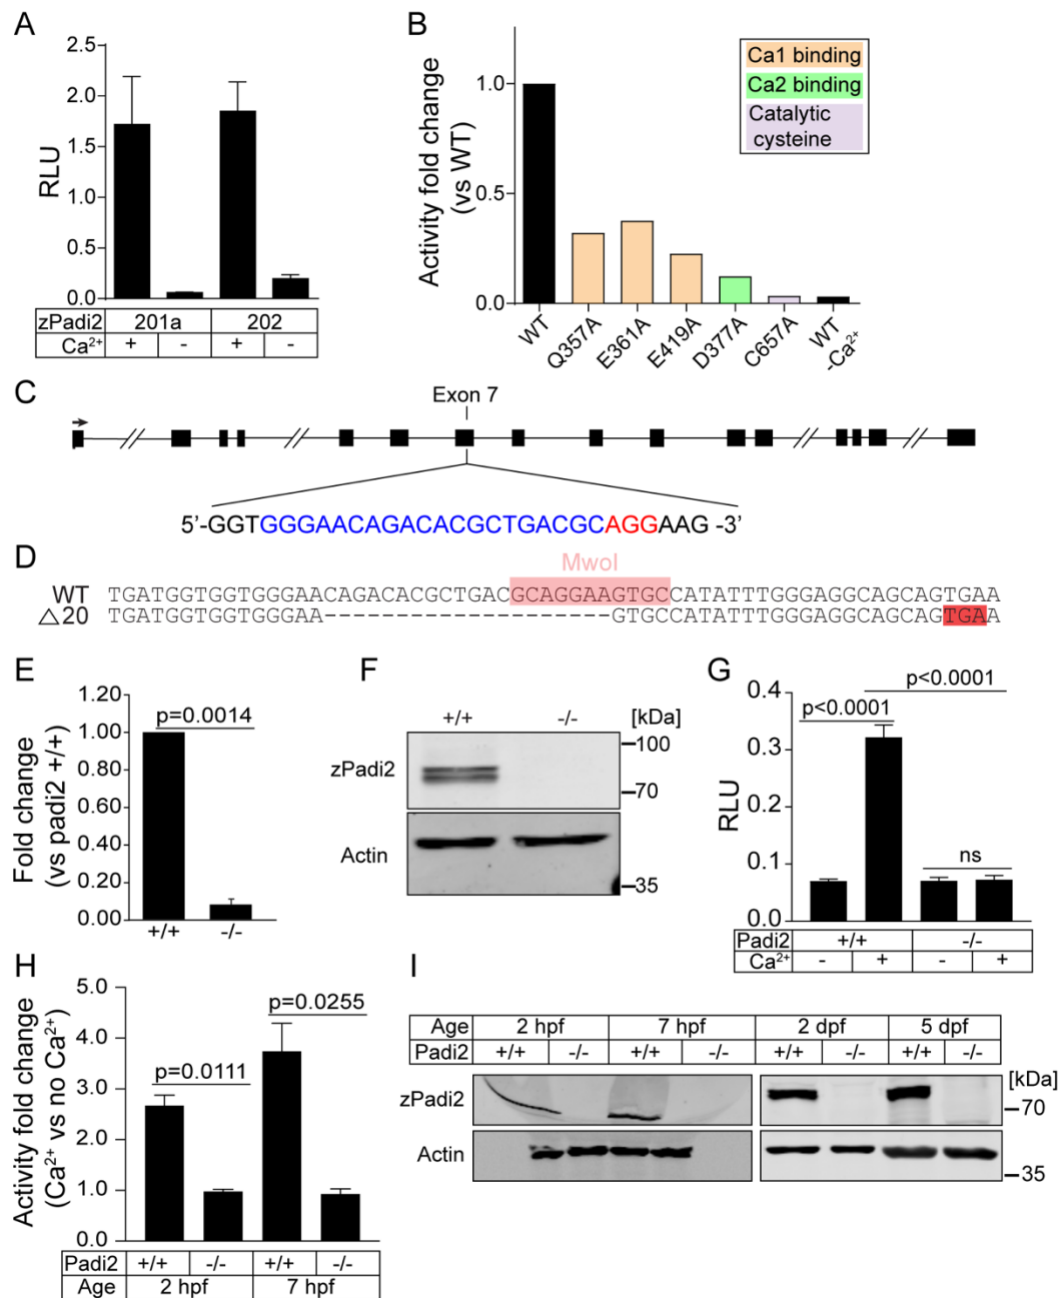 A
RLU
2.5
2.0
1.5
1.0
0.5
0.0
zPadi2 201a 202
Ca²⁺ + - + -
B
Activity fold change
(vs WT)
1.0
0.5
0.0
WT Q357A E361A E419A D377A C657A WT -Ca²⁺
Ca1 binding
Ca2 binding
Catalytic
cysteine
C
Exon 7
5'-GGTGGGAACAGACACGCTGACGCAGGAAG -3'
D
MwoI
WT TGATGGTGGTGGGAACAGACACGCTGACGCAGGAAGTGCCATATTTGGGAGGCAGCAGTGAA
△20 TGATGGTGGTGGGAA--------------------GTGCCATATTTGGGAGGCAGCAGTGAA
E
Fold change
(vs padi2 +/+)
1.20
1.00
0.80
0.60
0.40
0.20
0.00
p=0.0014
+/+ -/-
F
+/+ -/- [kDa]
zPadi2
100
70
Actin
35
G
RLU
0.4
0.3
0.2
0.1
0.0
p<0.0001
p<0.0001
ns
Padi2 +/+ -/-
Ca²⁺ - + - +
H
Activity fold change
(Ca²⁺ vs no Ca²⁺)
5.0
4.0
3.0
2.0
1.0
0.0
p=0.0111
p=0.0255
Padi2 +/+ -/- +/+ -/-
Age 2 hpf 7 hpf
I
Age 2 hpf 7 hpf 2 dpf 5 dpf
Padi2 +/+ -/- +/+ -/- +/+ -/- +/+ -/-
[kDa]
zPadi2
70
Actin
35